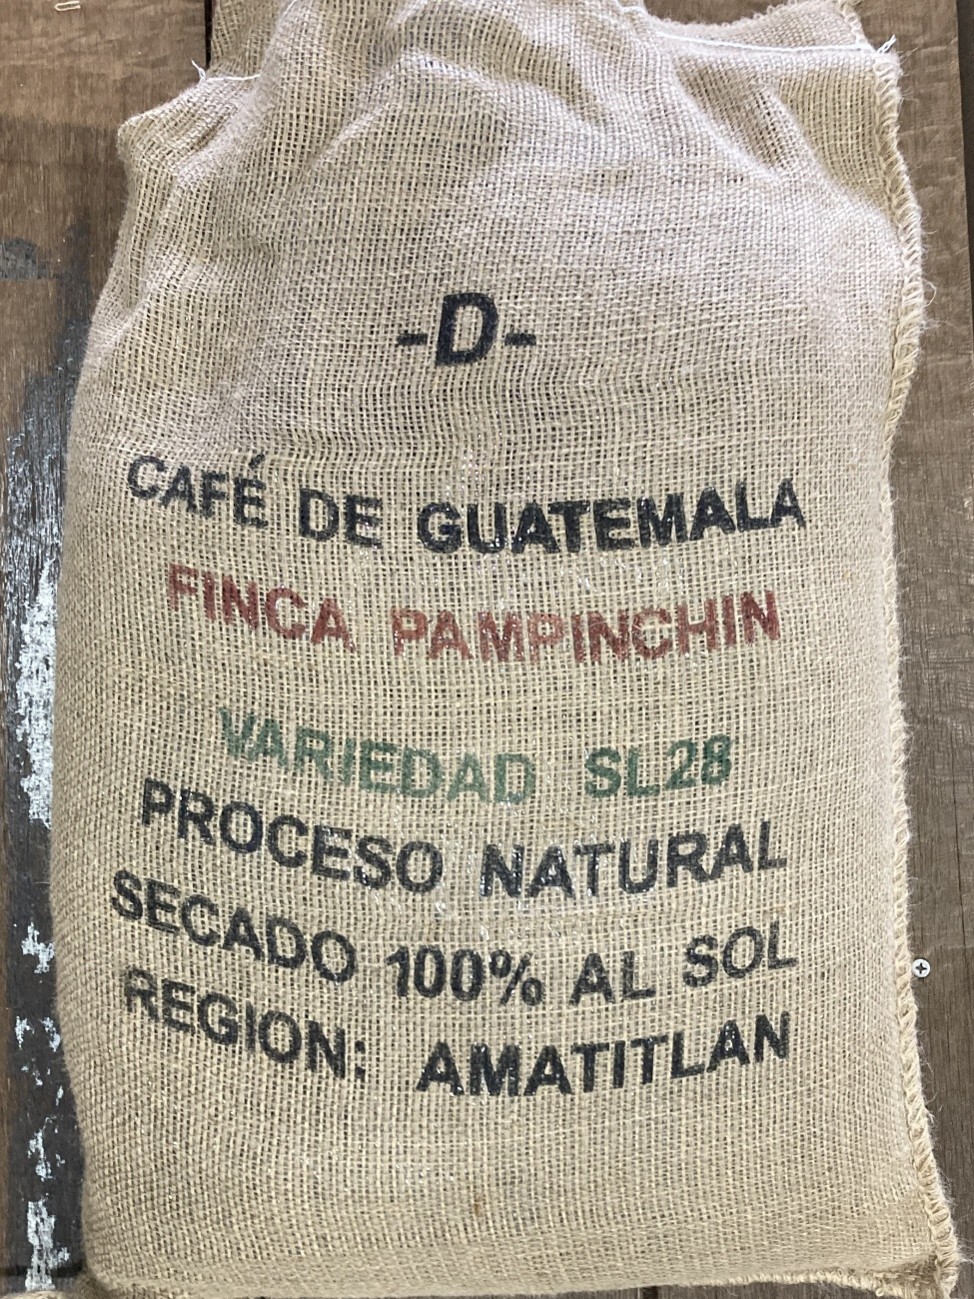 -D-
CAFÉ DE GUATEMALA
FINCA PAMPINCHIN
VARIEDAD SL28
PROCESO NATURAL
SECADO 100% AL SOL
REGION: AMATITLAN